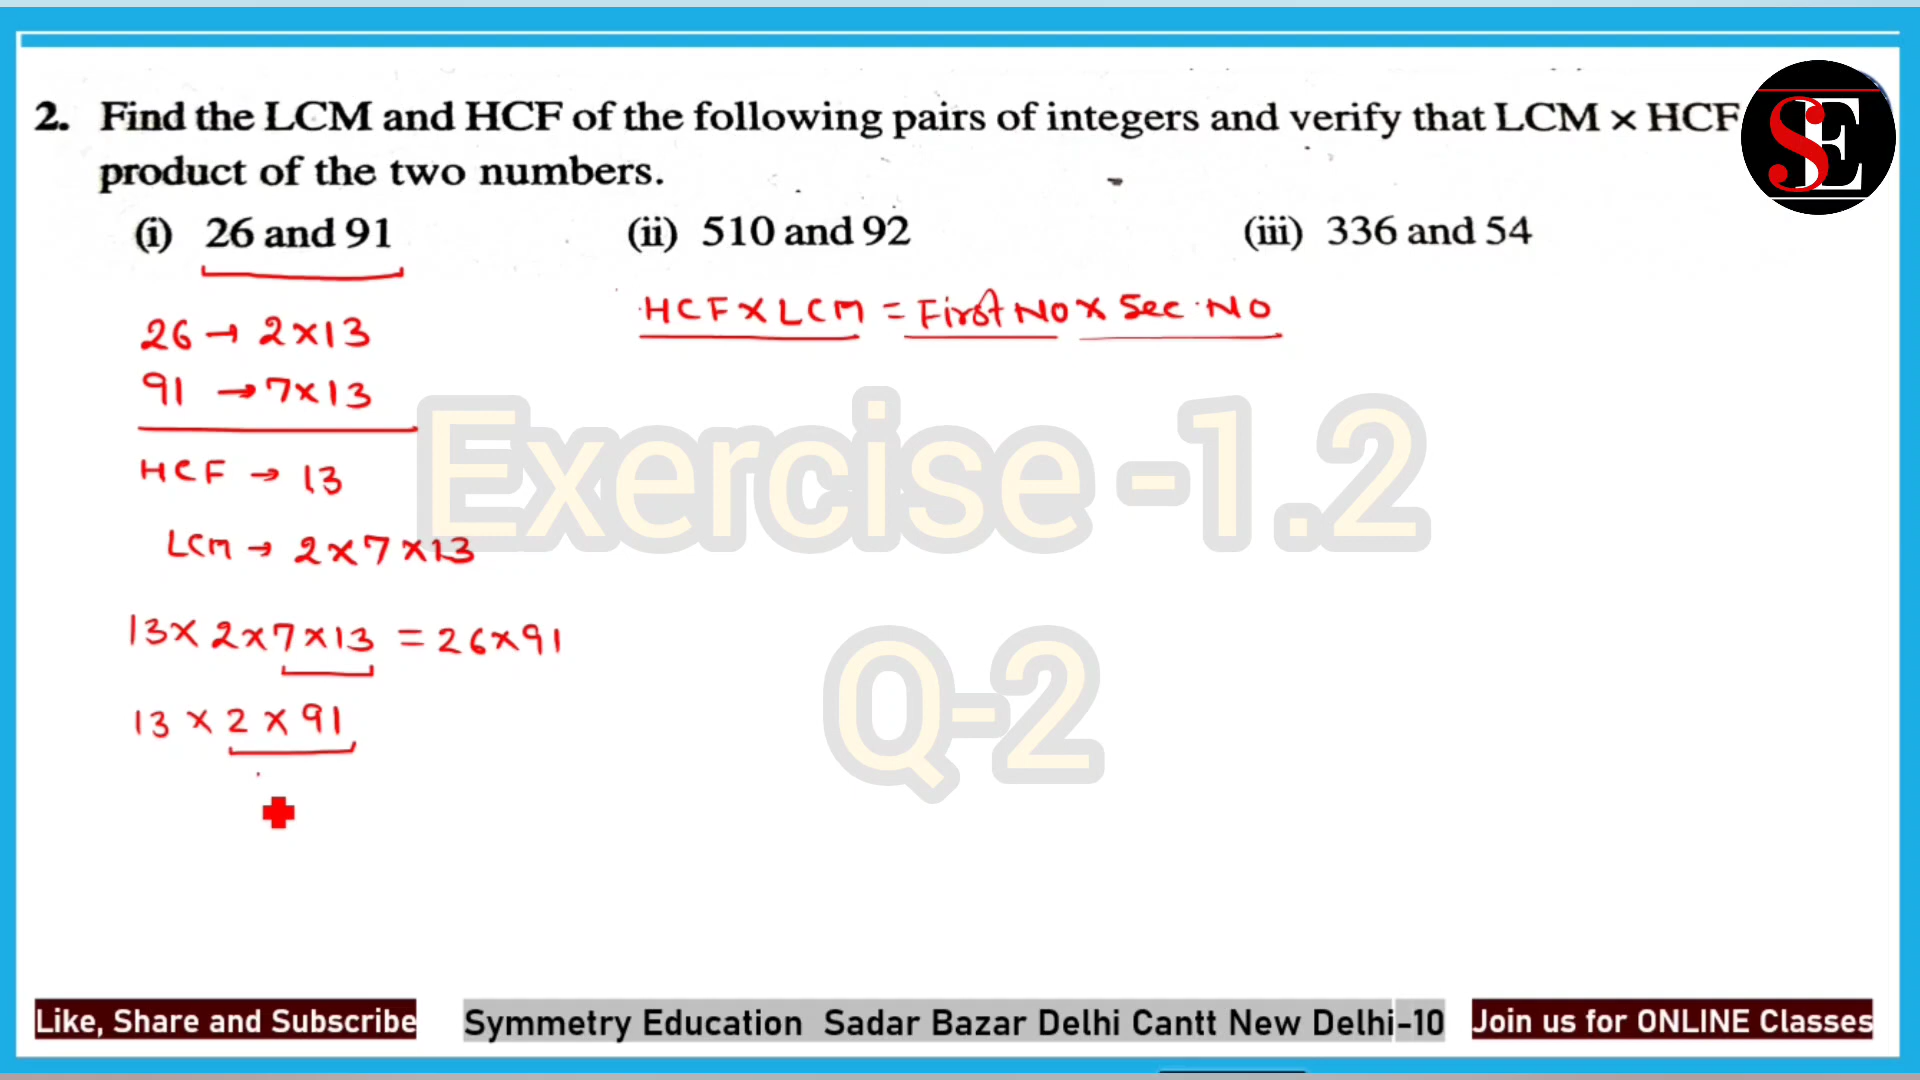 2. Find the LCM and HCF of the following pairs of integers and verify that LCM × HCF
product of the two numbers.
(i) 26 and 91 (ii) 510 and 92 (iii) 336 and 54
HCF × LCM = First No × Sec. No
26 → 2×13
91 → 7×13
HCF → 13
LCM → 2×7×13
13× 2×7×13 = 26×91
13 × 2 × 91
Exercise -1.2
Q-2
SE
Like, Share and Subscribe
Symmetry Education Sadar Bazar Delhi Cantt New Delhi-10
Join us for ONLINE Classes